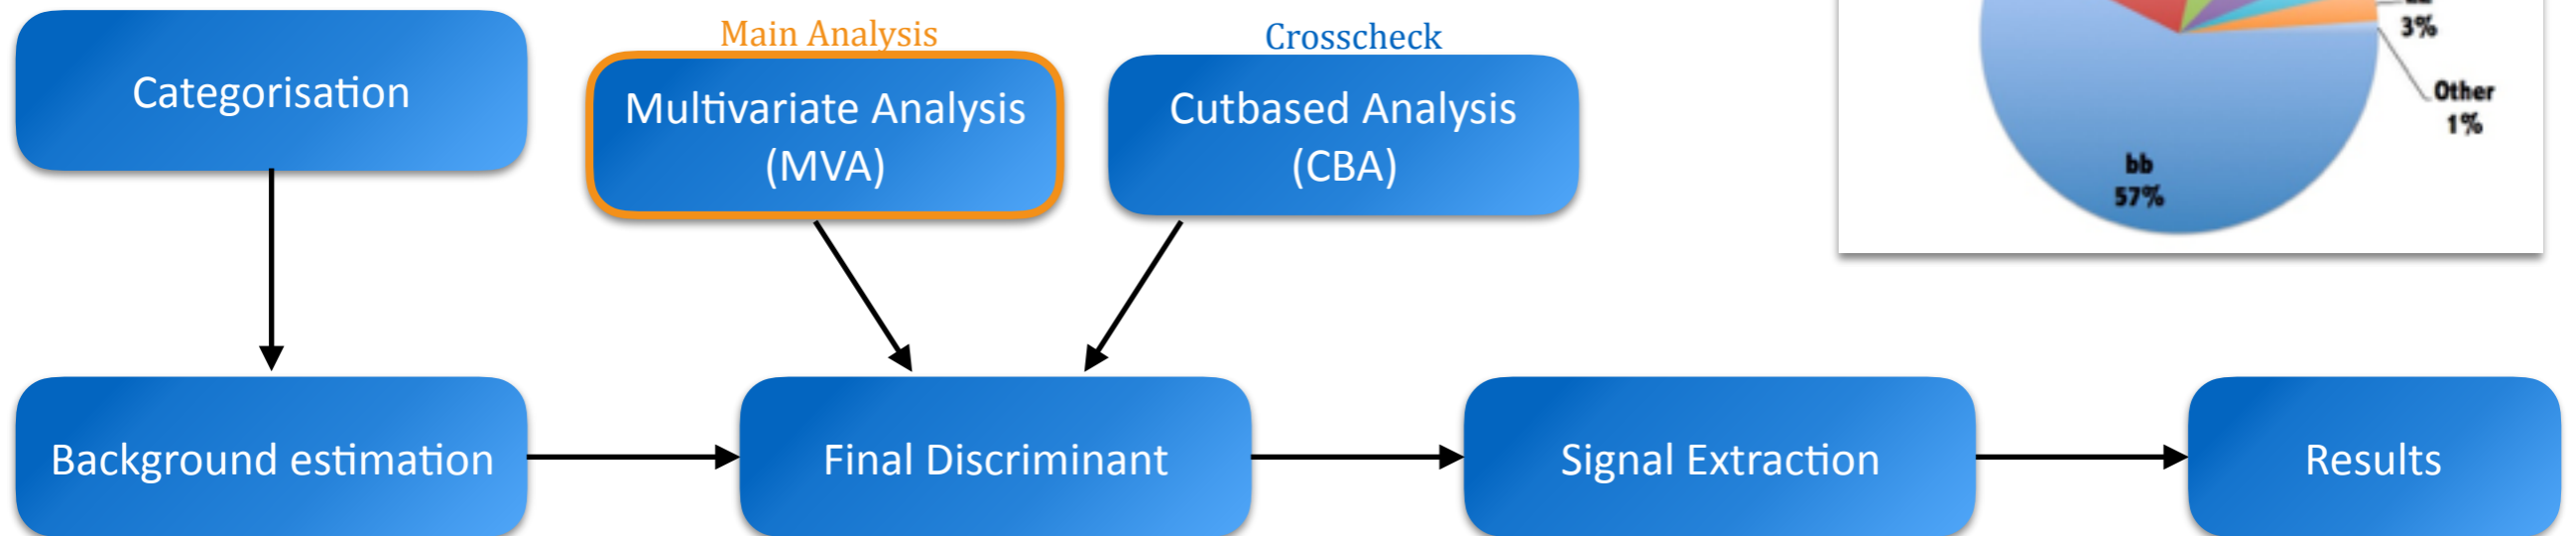 Main Analysis
Crosscheck
Categorisation
Multivariate Analysis
(MVA)
Cutbased Analysis
(CBA)
3%
Other
1%
bb
57%
Background estimation
Final Discriminant
Signal Extraction
Results